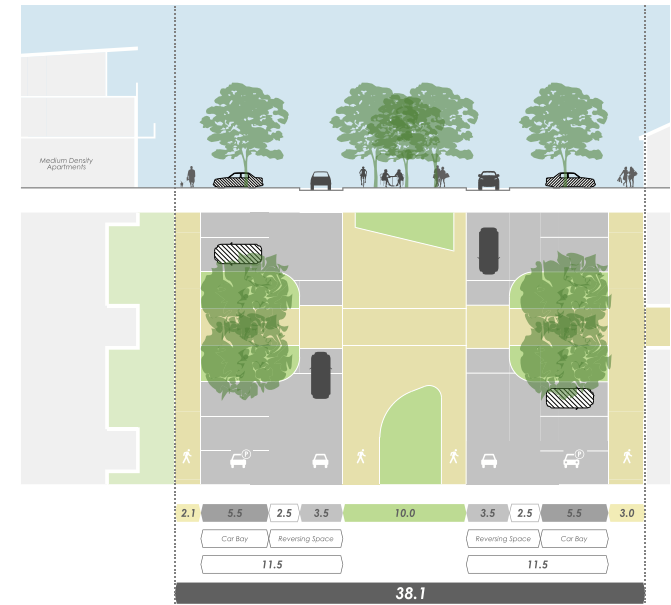 Medium Density
Apartments
P
P
2.1 5.5 2.5 3.5 10.0 3.5 2.5 5.5 3.0
Car Bay Reversing Space Reversing Space Car Bay
11.5 11.5
38.1